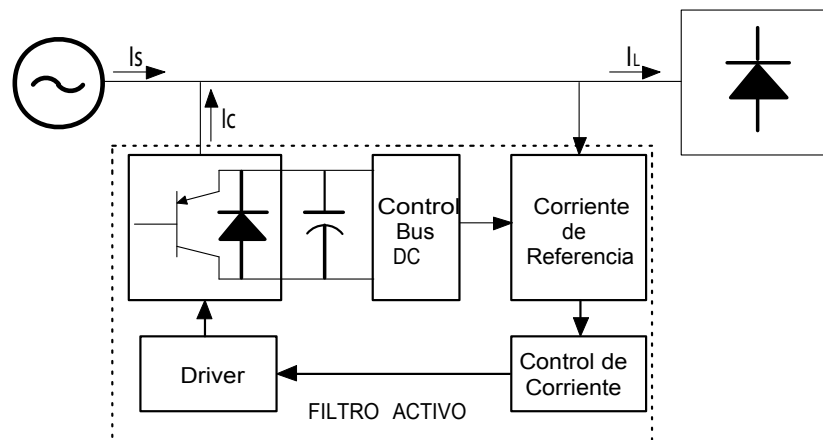 Is
IL
Ic
Control
Bus
DC
Corriente
de
Referencia
Driver
Control de
Corriente
FILTRO ACTIVO